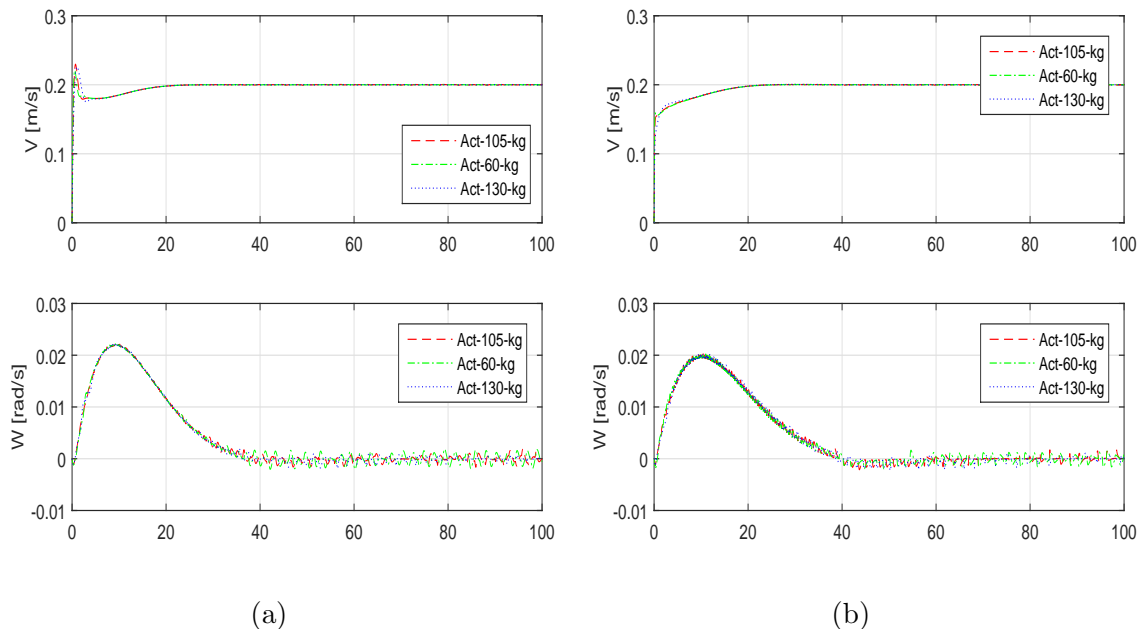 0.3
0.2
0.1
0
V [m/s]
Act-105-kg
Act-60-kg
Act-130-kg
0 20 40 60 80 100
0.3
0.2
0.1
0
V [m/s]
Act-105-kg
Act-60-kg
Act-130-kg
0 20 40 60 80 100
0.03
0.02
0.01
0
-0.01
W [rad/s]
Act-105-kg
Act-60-kg
Act-130-kg
0 20 40 60 80 100
0.03
0.02
0.01
0
-0.01
W [rad/s]
Act-105-kg
Act-60-kg
Act-130-kg
0 20 40 60 80 100
(a)
(b)